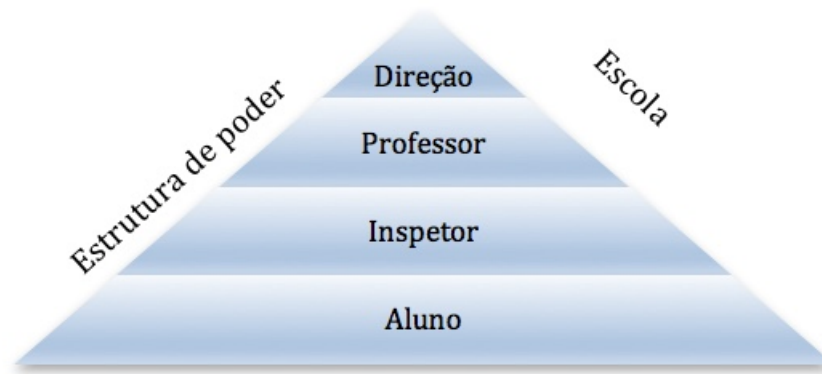 Estrutura de poder
Escola
Direção
Professor
Inspetor
Aluno